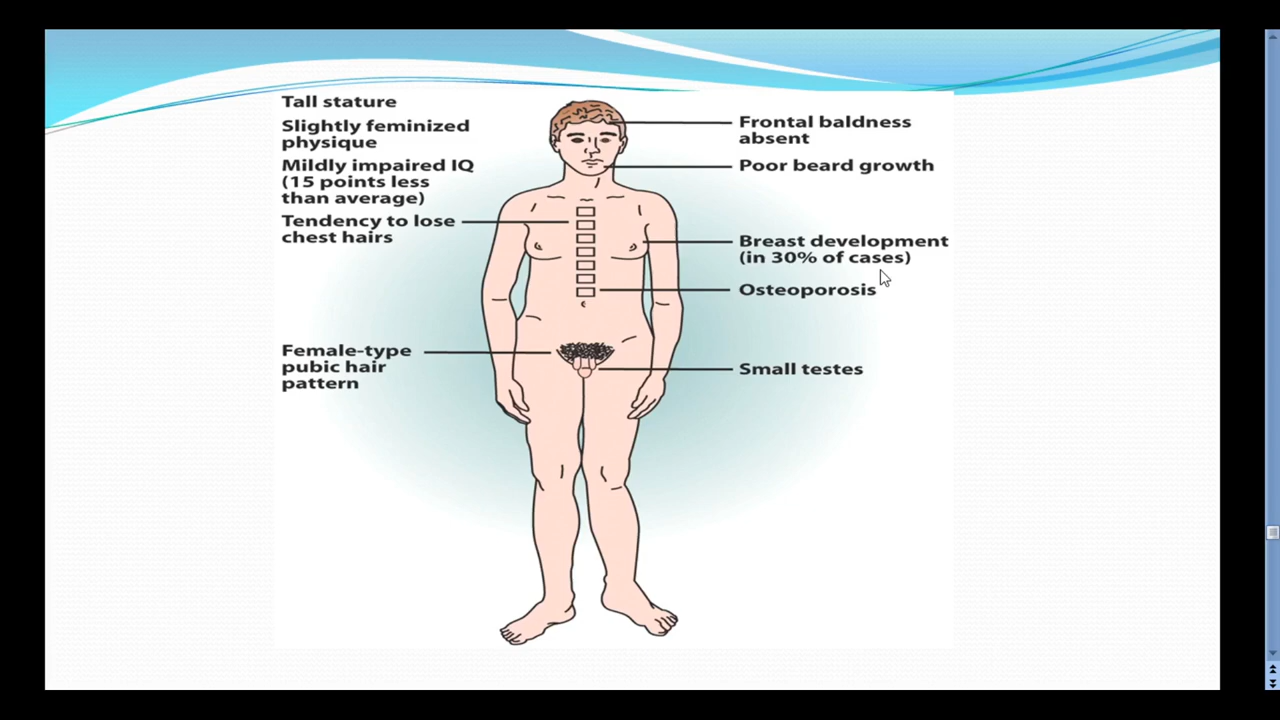 Tall stature
Slightly feminized
physique
Mildly impaired IQ
(15 points less
than average)
Tendency to lose
chest hairs
Female-type
pubic hair
pattern
Frontal baldness
absent
Poor beard growth
Breast development
(in 30% of cases)
Osteoporosis
Small testes